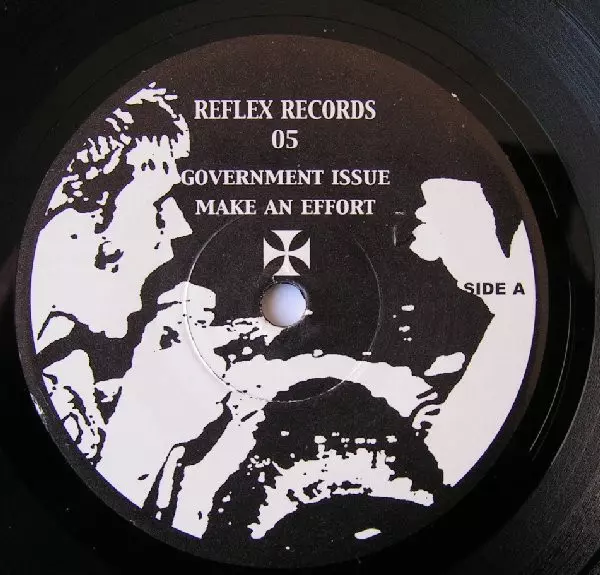 REFLEX RECORDS
05
GOVERNMENT ISSUE
MAKE AN EFFORT
SIDE A